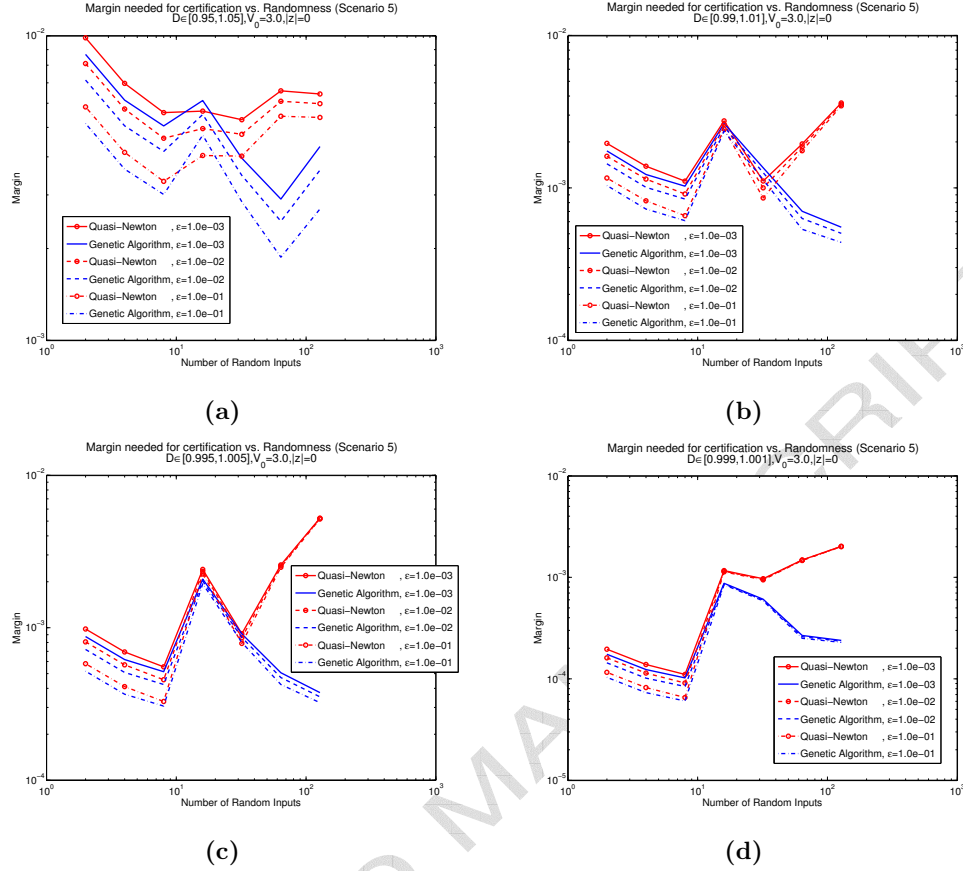 Margin needed for certification vs. Randomness (Scenario 5)
D∈[0.95,1.05],V_0=3.0,|z|=0
10^-2
Margin
10^-3
Quasi−Newton , ε=1.0e−03
Genetic Algorithm, ε=1.0e−03
Quasi−Newton , ε=1.0e−02
Genetic Algorithm, ε=1.0e−02
Quasi−Newton , ε=1.0e−01
Genetic Algorithm, ε=1.0e−01
10^0 10^1 10^2 10^3
Number of Random Inputs
(a)
Margin needed for certification vs. Randomness (Scenario 5)
D∈[0.99,1.01],V_0=3.0,|z|=0
10^-2
10^-3
Margin
10^-4
Quasi−Newton , ε=1.0e−03
Genetic Algorithm, ε=1.0e−03
Quasi−Newton , ε=1.0e−02
Genetic Algorithm, ε=1.0e−02
Quasi−Newton , ε=1.0e−01
Genetic Algorithm, ε=1.0e−01
10^0 10^1 10^2 10^3
Number of Random Inputs
(b)
Margin needed for certification vs. Randomness (Scenario 5)
D∈[0.995,1.005],V_0=3.0,|z|=0
10^-2
10^-3
Margin
10^-4
Quasi−Newton , ε=1.0e−03
Genetic Algorithm, ε=1.0e−03
Quasi−Newton , ε=1.0e−02
Genetic Algorithm, ε=1.0e−02
Quasi−Newton , ε=1.0e−01
Genetic Algorithm, ε=1.0e−01
10^0 10^1 10^2 10^3
Number of Random Inputs
(c)
Margin needed for certification vs. Randomness (Scenario 5)
D∈[0.999,1.001],V_0=3.0,|z|=0
10^-2
10^-3
Margin
10^-4
10^-5
Quasi−Newton , ε=1.0e−03
Genetic Algorithm, ε=1.0e−03
Quasi−Newton , ε=1.0e−02
Genetic Algorithm, ε=1.0e−02
Quasi−Newton , ε=1.0e−01
Genetic Algorithm, ε=1.0e−01
10^0 10^1 10^2 10^3
Number of Random Inputs
(d)